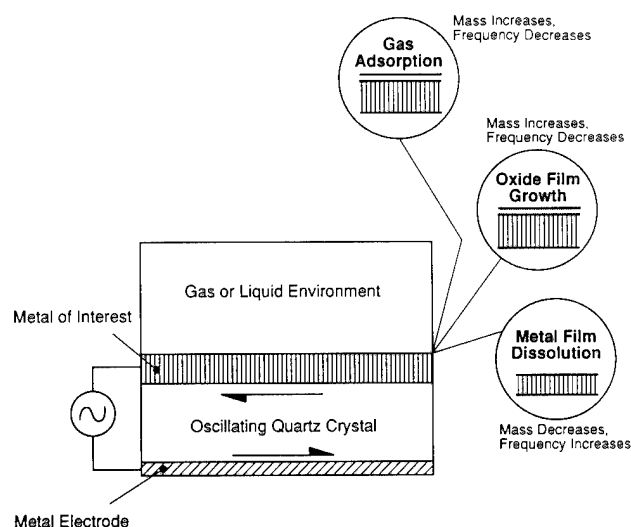 Mass Increases,
Frequency Decreases
Gas
Adsorption
Mass Increases,
Frequency Decreases
Oxide Film
Growth
Gas or Liquid Environment
Metal of Interest
Metal Film
Dissolution
Oscillating Quartz Crystal
Mass Decreases,
Frequency Increases
Metal Electrode